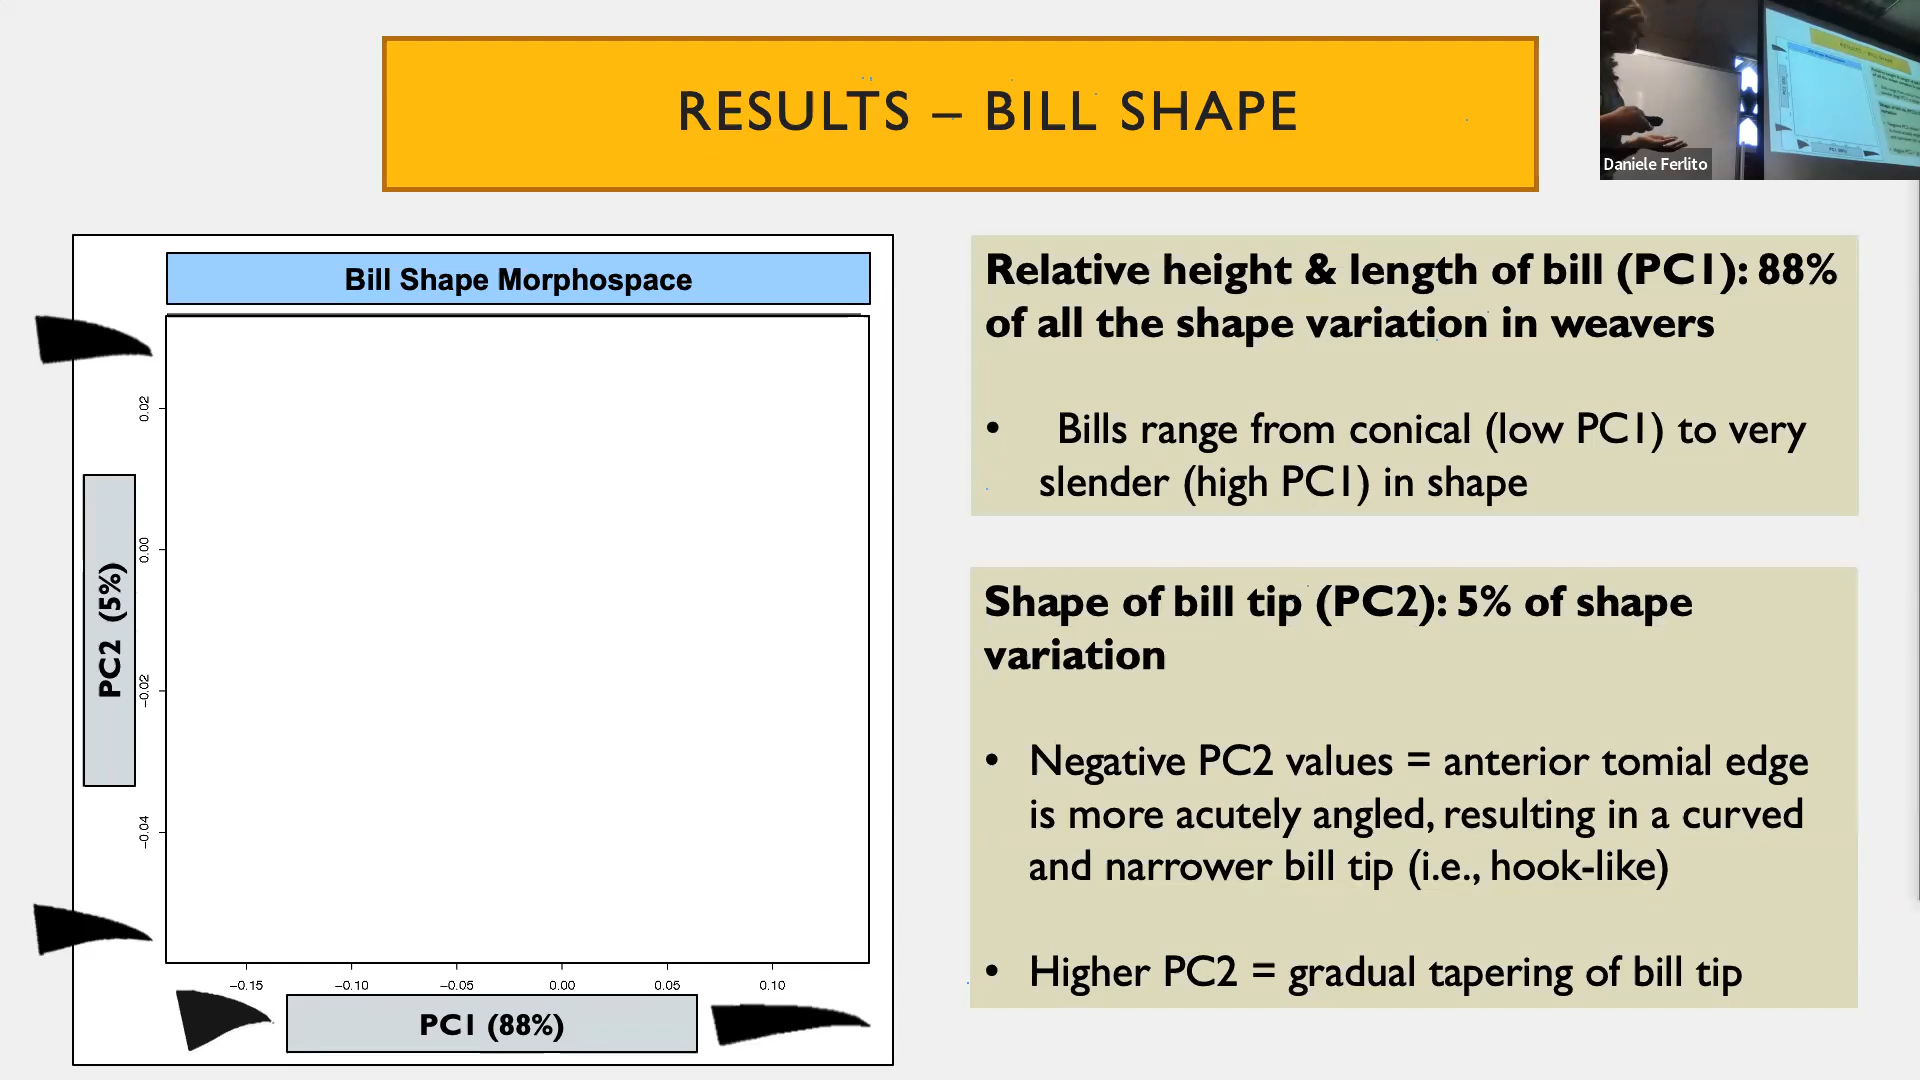 RESULTS – BILL SHAPE
Daniele Ferlito
Bill Shape Morphospace
0.02
0.00
−0.02
−0.04
PC2 (5%)
−0.15
−0.10
−0.05
0.00
0.05
0.10
PC1 (88%)
Relative height & length of bill (PC1): 88%
of all the shape variation in weavers
• Bills range from conical (low PC1) to very
slender (high PC1) in shape
Shape of bill tip (PC2): 5% of shape
variation
• Negative PC2 values = anterior tomial edge
is more acutely angled, resulting in a curved
and narrower bill tip (i.e., hook-like)
• Higher PC2 = gradual tapering of bill tip